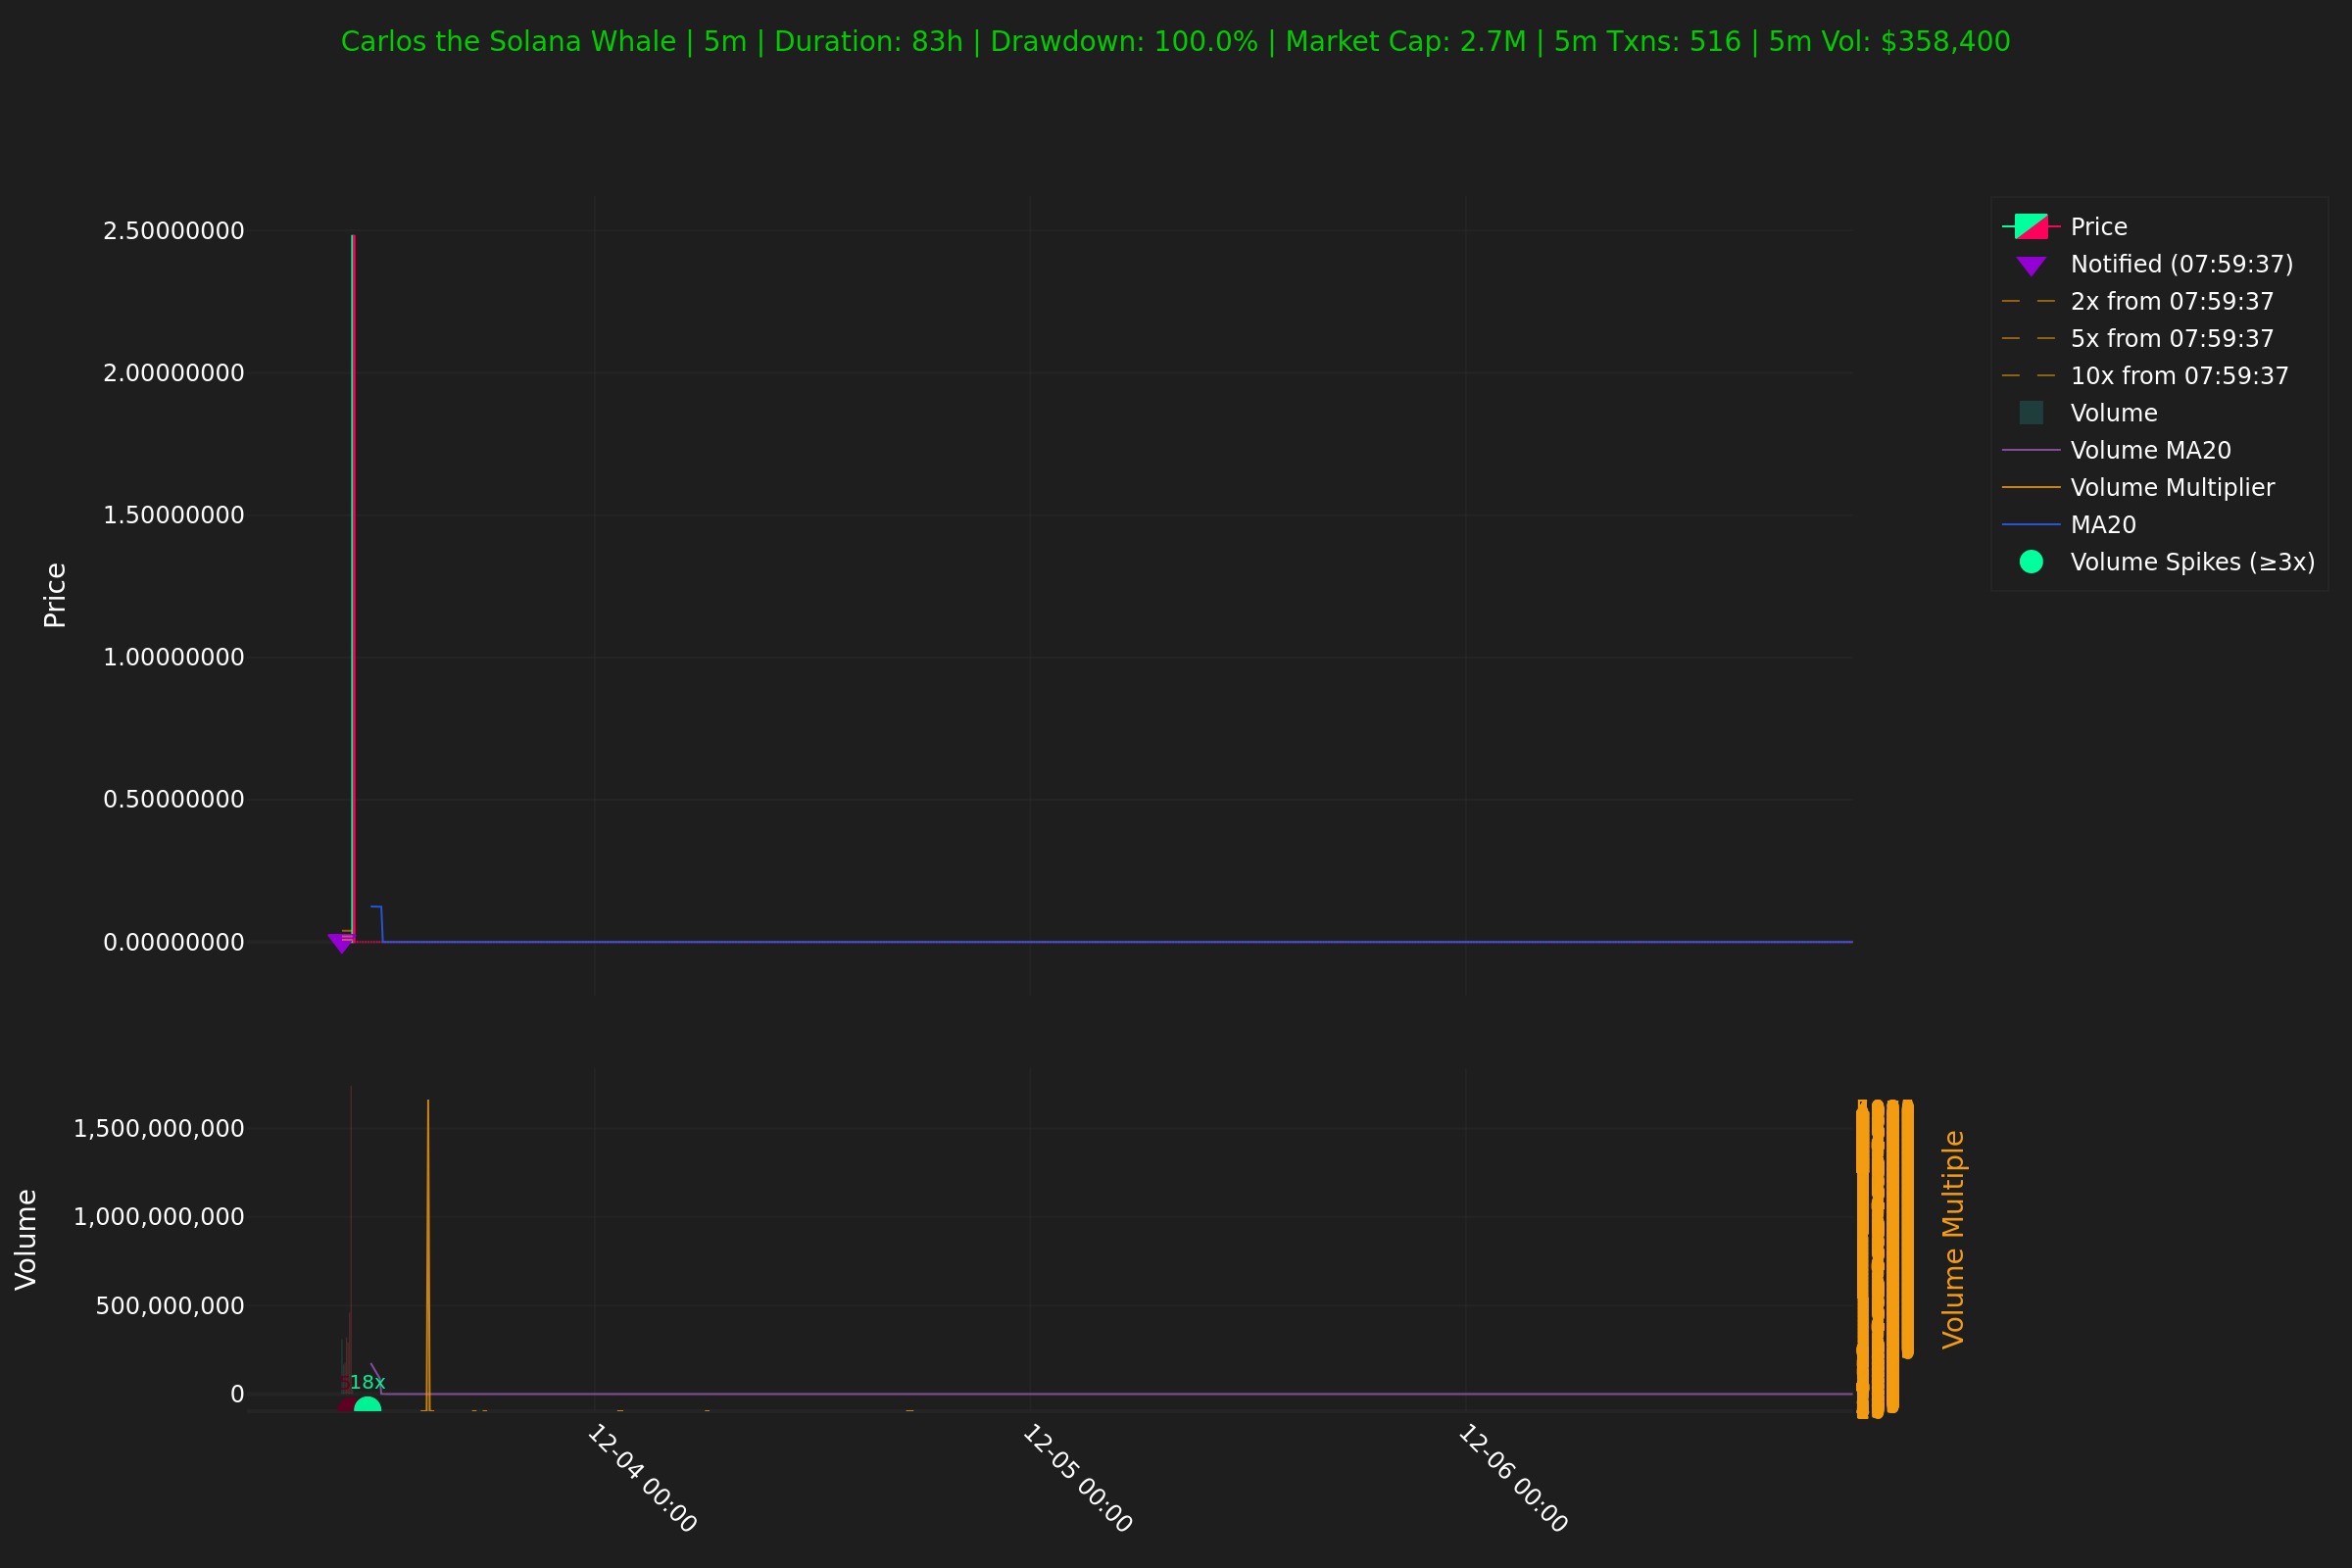 Carlos the Solana Whale | 5m | Duration: 83h | Drawdown: 100.0% | Market Cap: 2.7M | 5m Txns: 516 | 5m Vol: $358,400
2.50000000
2.00000000
1.50000000
1.00000000
0.50000000
0.00000000
Price
Price
Notified (07:59:37)
2x from 07:59:37
5x from 07:59:37
10x from 07:59:37
Volume
Volume MA20
Volume Multiplier
MA20
Volume Spikes (≥3x)
1,500,000,000
1,000,000,000
500,000,000
0
Volume
18x
Volume Multiple
12-04 00:00
12-05 00:00
12-06 00:00